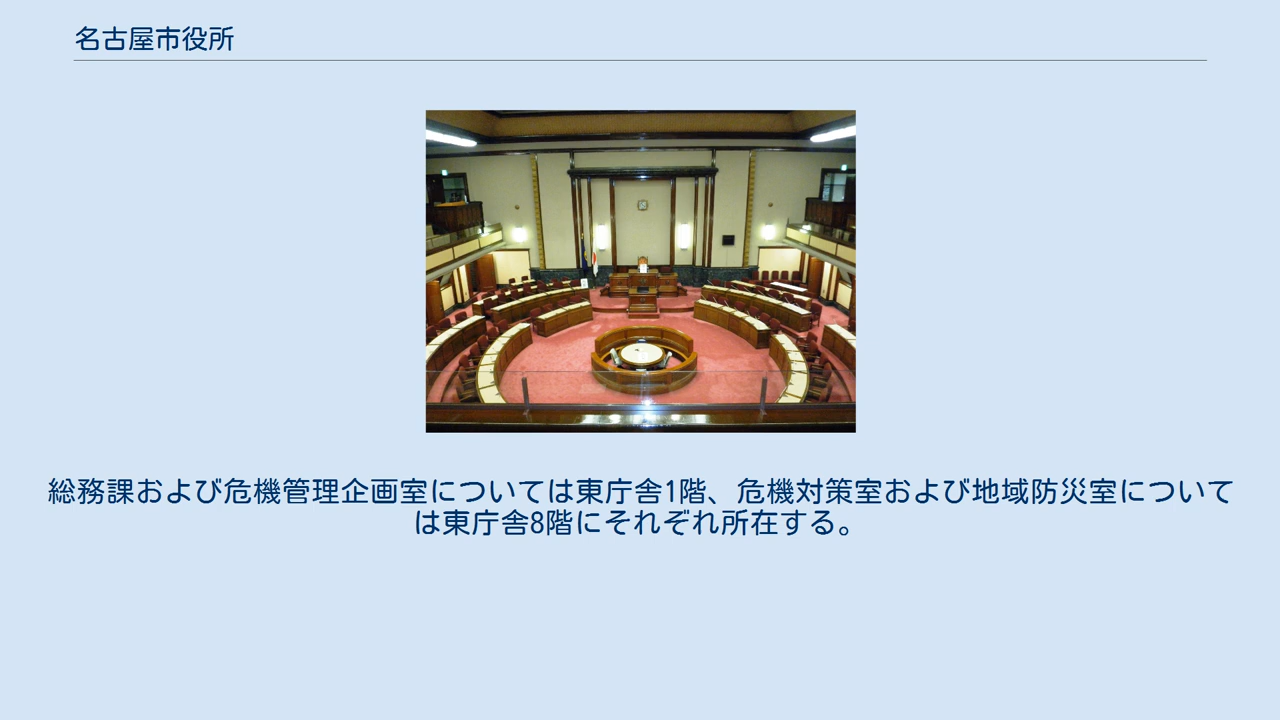 名古屋市役所
総務課および危機管理企画室については東庁舎1階、危機対策室および地域防災室について
は東庁舎8階にそれぞれ所在する。